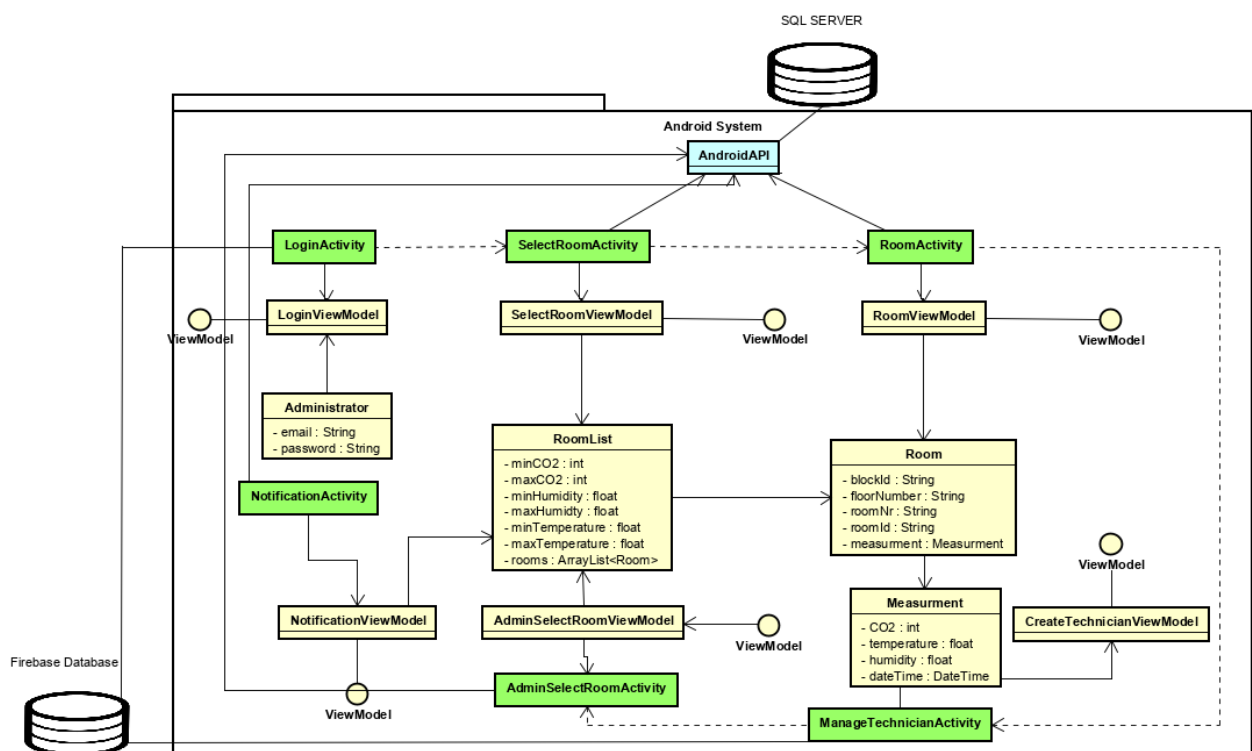 SQL SERVER
Android System
AndroidAPI
LoginActivity
SelectRoomActivity
RoomActivity
LoginViewModel
SelectRoomViewModel
RoomViewModel
ViewModel
ViewModel
ViewModel
Administrator
- email : String
- password : String
RoomList
- minCO2 : int
- maxCO2 : int
- minHumidity : float
- maxHumidty : float
- minTemperature : float
- maxTemperature : float
- rooms : ArrayList<Room>
Room
- blockId : String
- floorNumber : String
- roomNr : String
- roomId : String
- measurment : Measurment
NotificationActivity
ViewModel
NotificationViewModel
AdminSelectRoomViewModel
ViewModel
Measurment
- CO2 : int
- temperature : float
- humidity : float
- dateTime : DateTime
CreateTechnicianViewModel
Firebase Database
AdminSelectRoomActivity
ViewModel
ManageTechnicianActivity